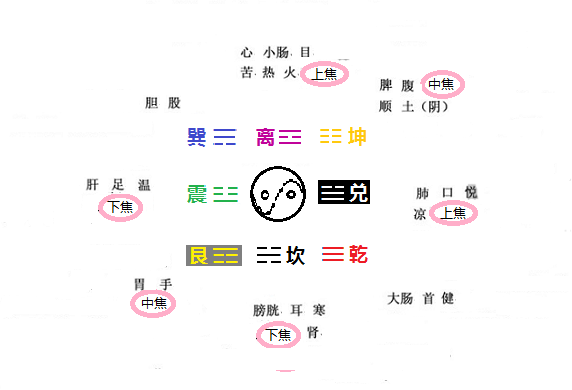 心 小肠 目
苦 热 火 上焦
脾 腹 中焦
顺 土（阴）
胆 股
巽 ☴ 离 ☲ ☷ 坤
肝 足 温
下焦
震 ☳ ☱ 兑
肺 口 悦
凉 上焦
艮 ☶ ☵ 坎 ☰ 乾
胃 手
中焦
大肠 首 健
膀胱 耳 寒
下焦 肾